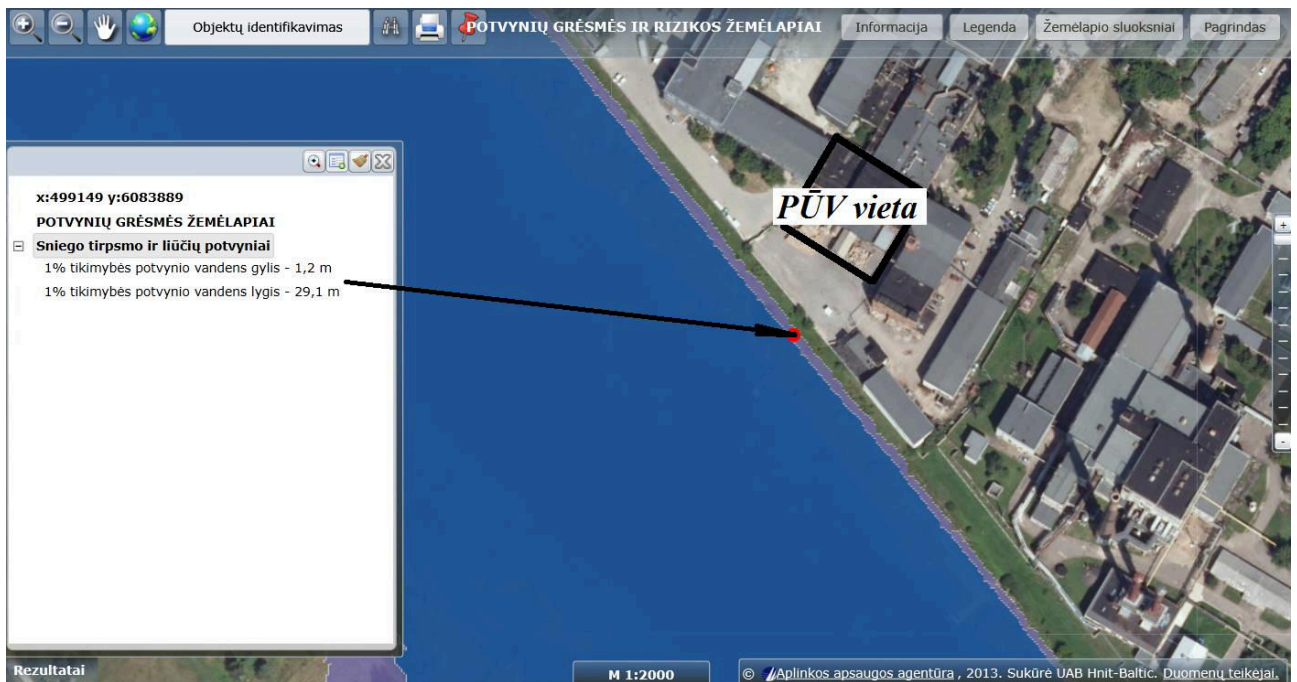 Objektų identifikavimas
POTVYNIŲ GRĖSMĖS IR RIZIKOS ŽEMĖLAPIAI
Informacija
Legenda
Žemėlapio sluoksniai
Pagrindas
x:499149 y:6083889
POTVYNIŲ GRĖSMĖS ŽEMĖLAPIAI
Sniego tirpsmo ir liūčių potvyniai
1% tikimybės potvynio vandens gylis - 1,2 m
1% tikimybės potvynio vandens lygis - 29,1 m
PŪV vieta
Rezultatai
M 1:2000
© Aplinkos apsaugos agentūra , 2013. Sukūrė UAB Hnit-Baltic. Duomenų teikėjai.